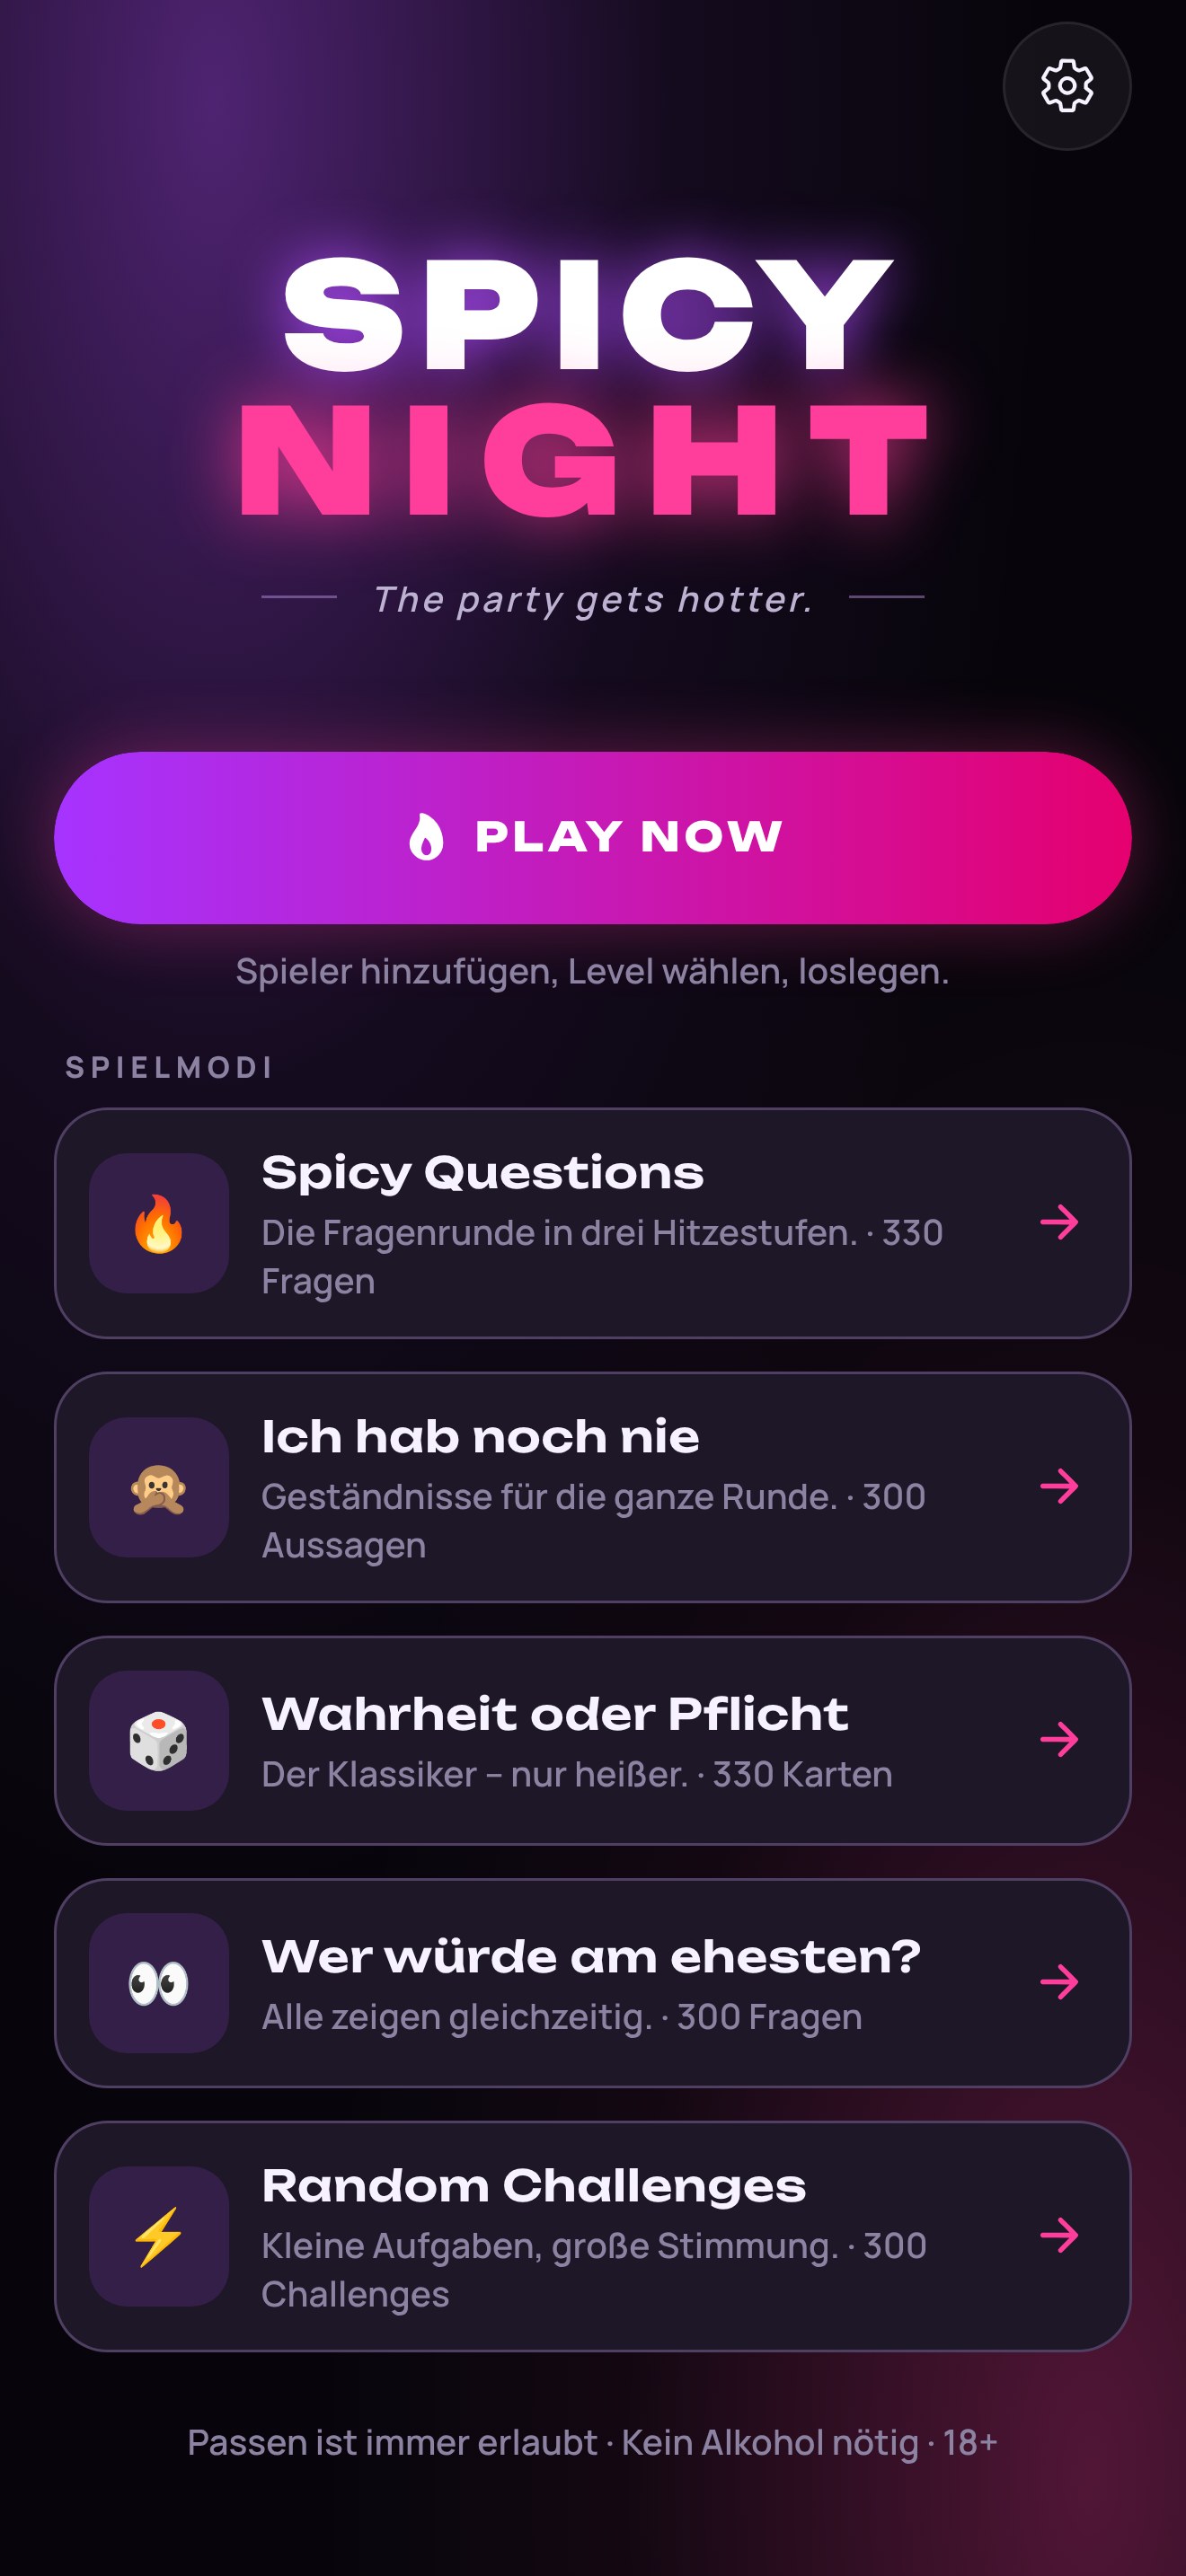 SPICY
NIGHT
The party gets hotter.
PLAY NOW
Spieler hinzufügen, Level wählen, loslegen.
SPIELMODI
Spicy Questions
Die Fragenrunde in drei Hitzestufen. · 330
Fragen
Ich hab noch nie
Geständnisse für die ganze Runde. · 300
Aussagen
Wahrheit oder Pflicht
Der Klassiker – nur heißer. · 330 Karten
Wer würde am ehesten?
Alle zeigen gleichzeitig. · 300 Fragen
Random Challenges
Kleine Aufgaben, große Stimmung. · 300
Challenges
Passen ist immer erlaubt · Kein Alkohol nötig · 18+